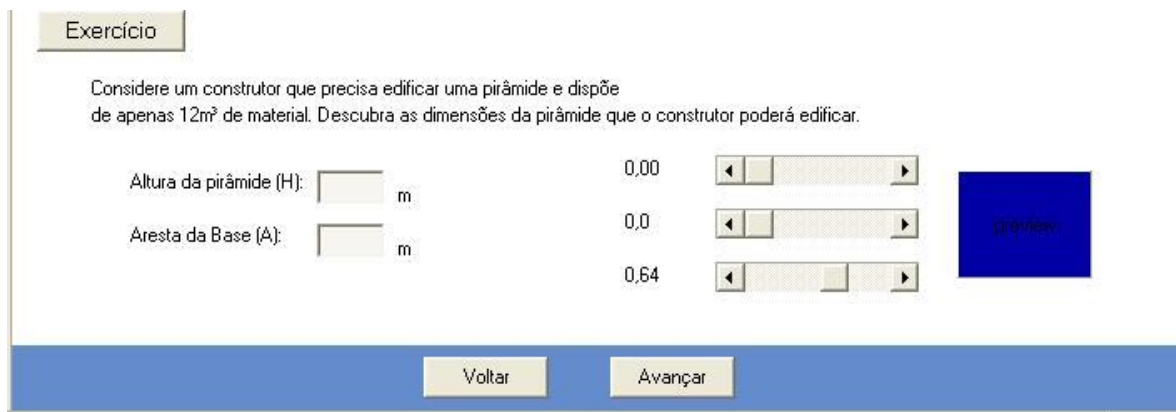 Exercício
Considere um construtor que precisa edificar uma pirâmide e dispõe
de apenas 12m³ de material. Descubra as dimensões da pirâmide que o construtor poderá edificar.
Altura da pirâmide (H): m
Aresta da Base (A): m
0,00
0,0
0,64
preview
Voltar
Avançar